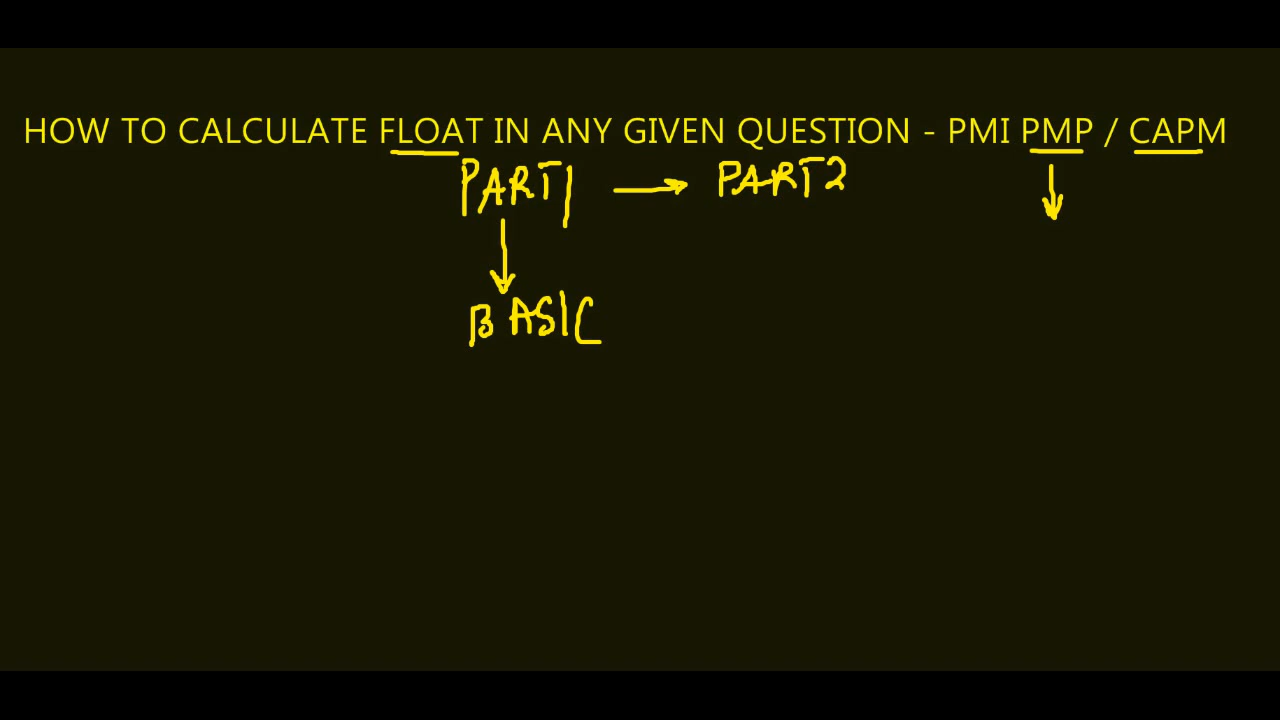 HOW TO CALCULATE FLOAT IN ANY GIVEN QUESTION - PMI PMP / CAPM
PART1 → PART2
BASIC